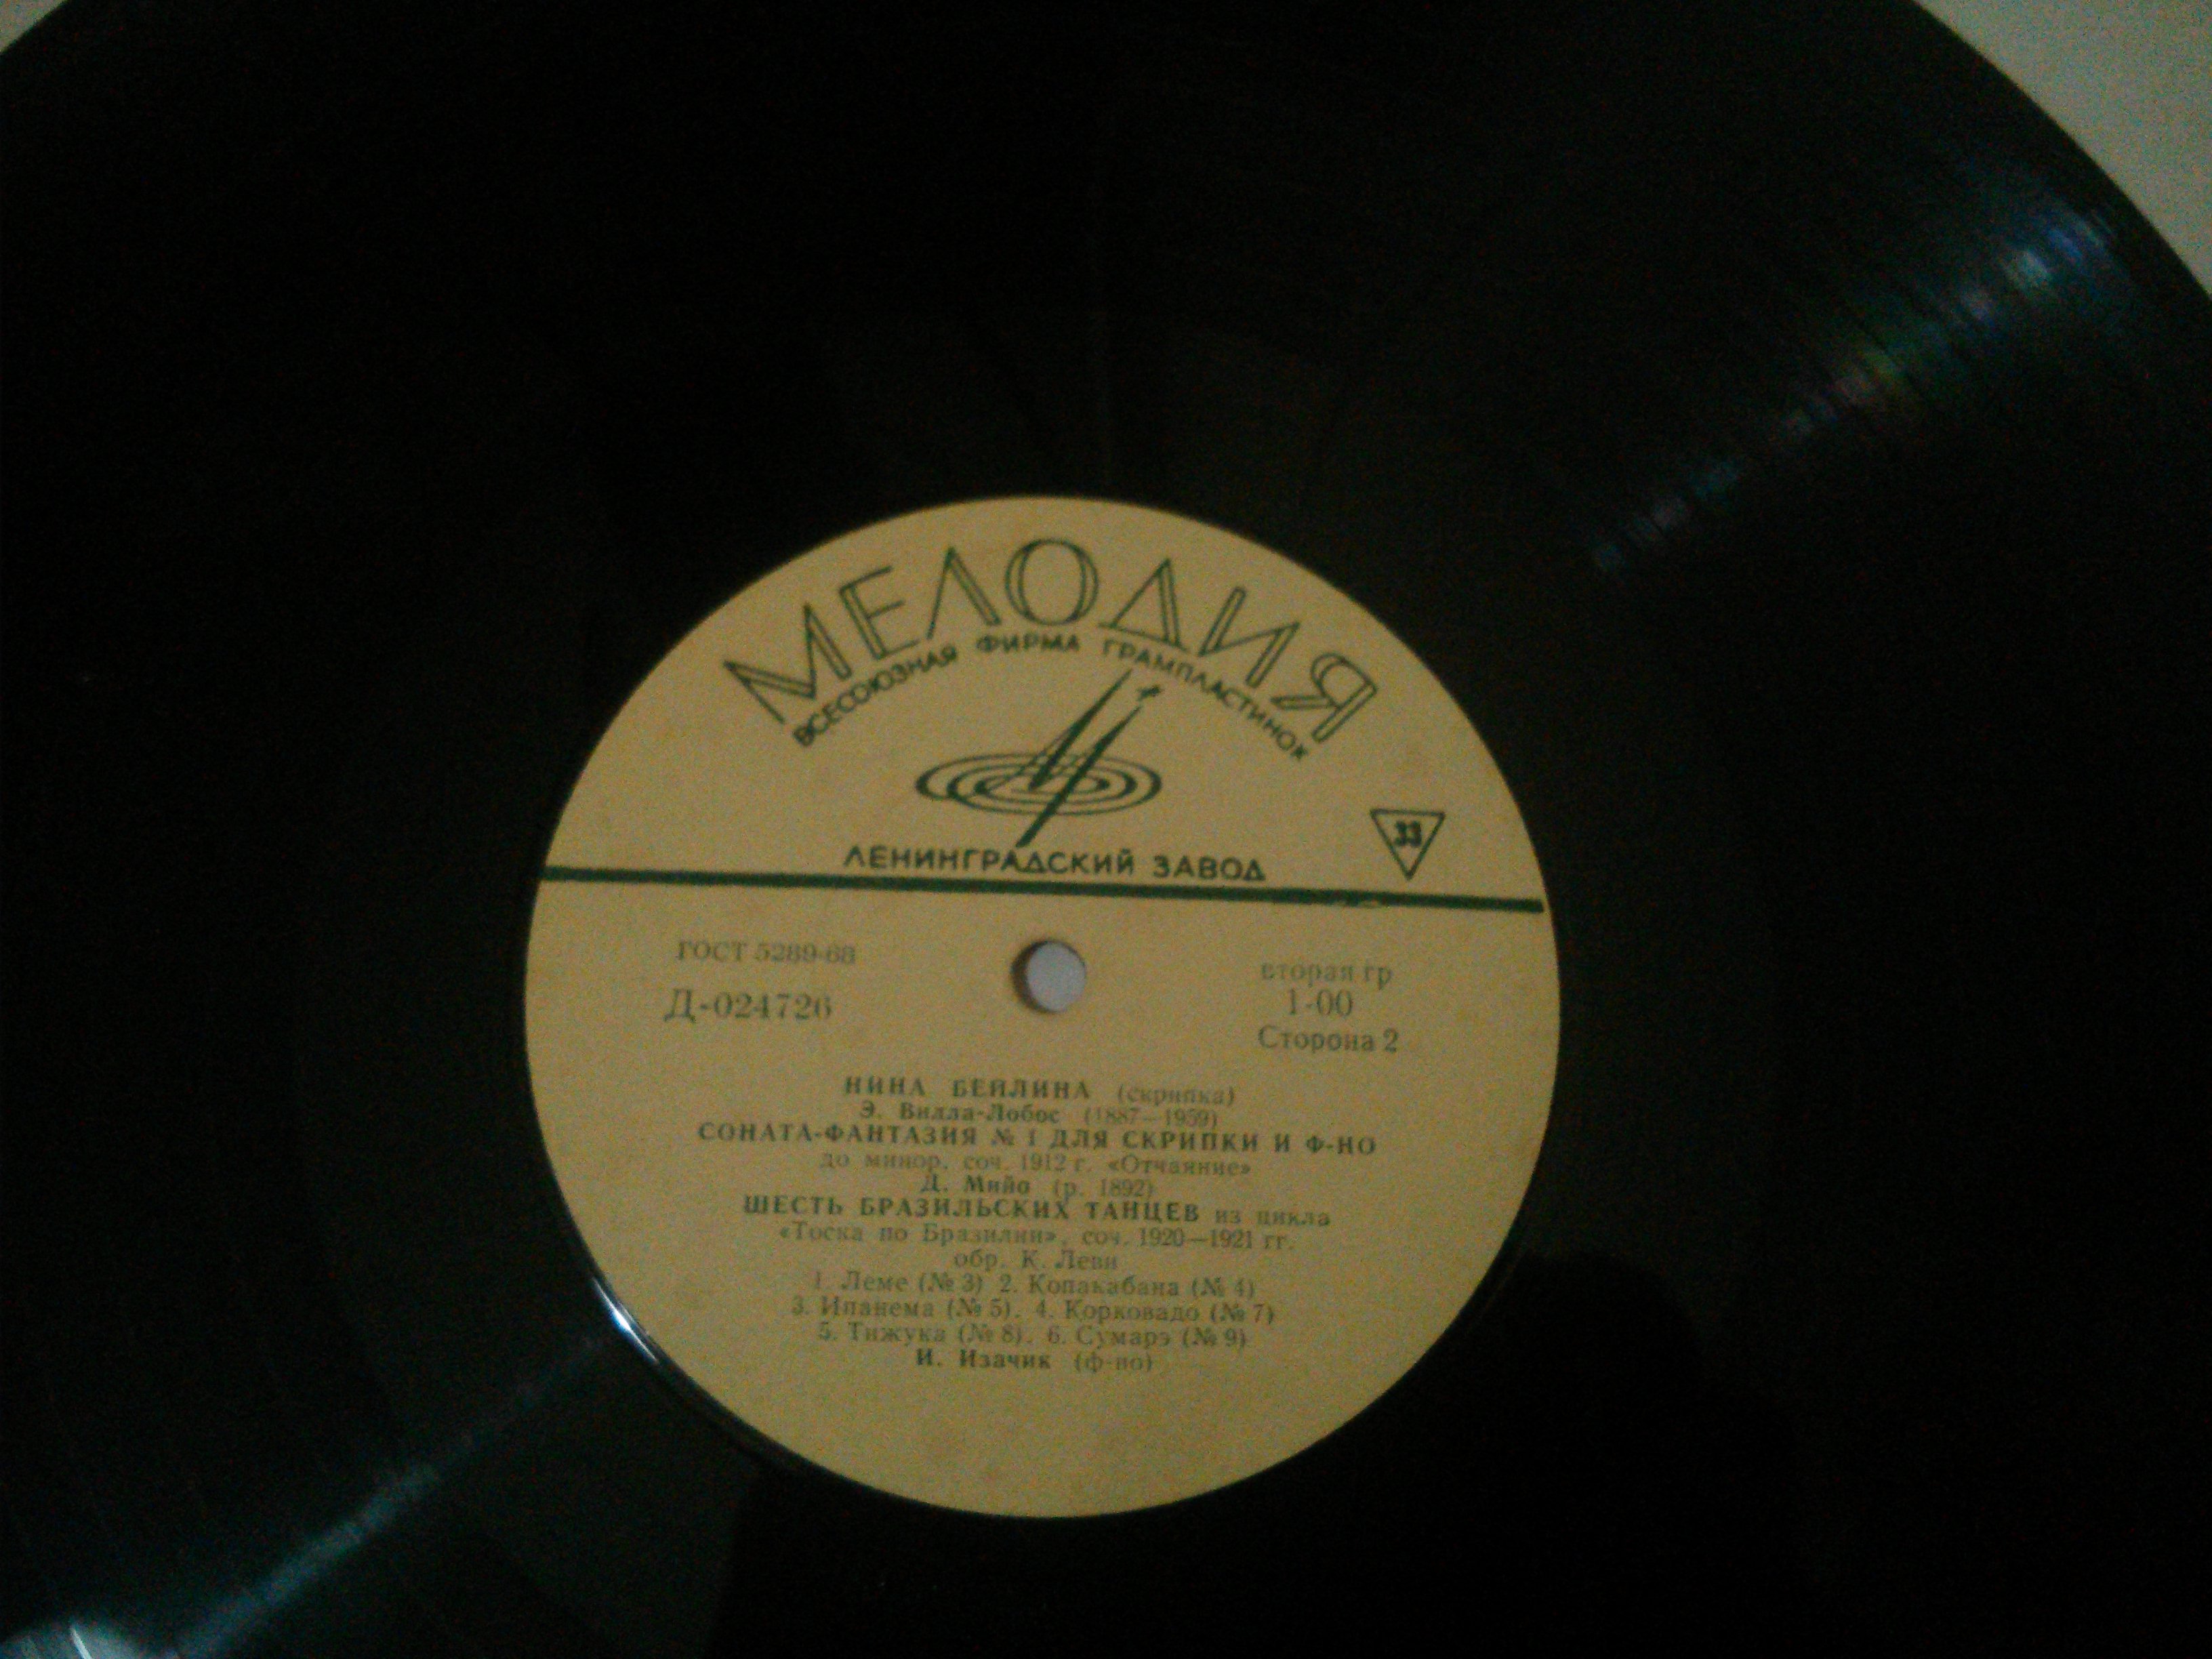 МЕЛОДИЯ
ВСЕСОЮЗНАЯ ФИРМА ГРАМПЛАСТИНОК
33
ЛЕНИНГРАДСКИЙ ЗАВОД
ГОСТ 5289-68
вторая гр
Д-024726
1-00
Сторона 2
НИНА БЕЙЛИНА (скрипка)
Э. Вилла-Лобос (1887—1959)
СОНАТА-ФАНТАЗИЯ № 1 ДЛЯ СКРИПКИ И Ф-НО
до минор, соч. 1912 г. «Отчаяние»
Д. Мийо (р. 1892)
ШЕСТЬ БРАЗИЛЬСКИХ ТАНЦЕВ из цикла
«Тоска по Бразилии», соч. 1920—1921 гг.
обр. К. Леви
1. Леме (№ 3) 2. Копакабана (№ 4)
3. Ипанема (№ 5). 4. Корковадо (№ 7)
5. Тижука (№ 8). 6. Сумарэ (№ 9)
И. Изачик (ф-но)